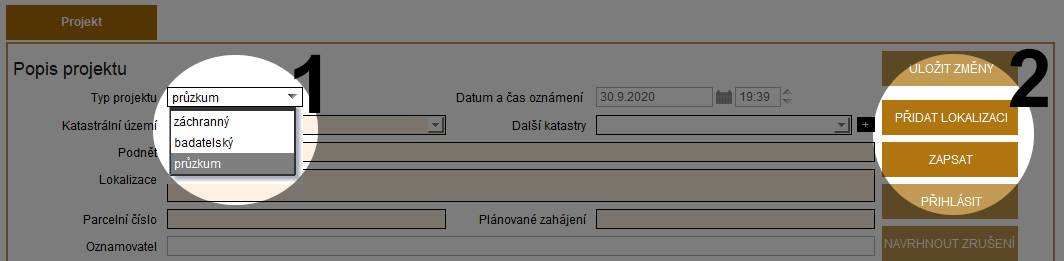 Projekt
1
2
Popis projektu
ULOŽIT ZMĚNY
Typ projektu průzkum
Datum a čas oznámení 30.9.2020 19:39
záchranný
badatelský
průzkum
Katastrální území
Další katastry +
PŘIDAT LOKALIZACI
Podnět
ZAPSAT
Lokalizace
PŘIHLÁSIT
Parcelní číslo
Plánované zahájení
Oznamovatel
NAVRHNOUT ZRUŠENÍ